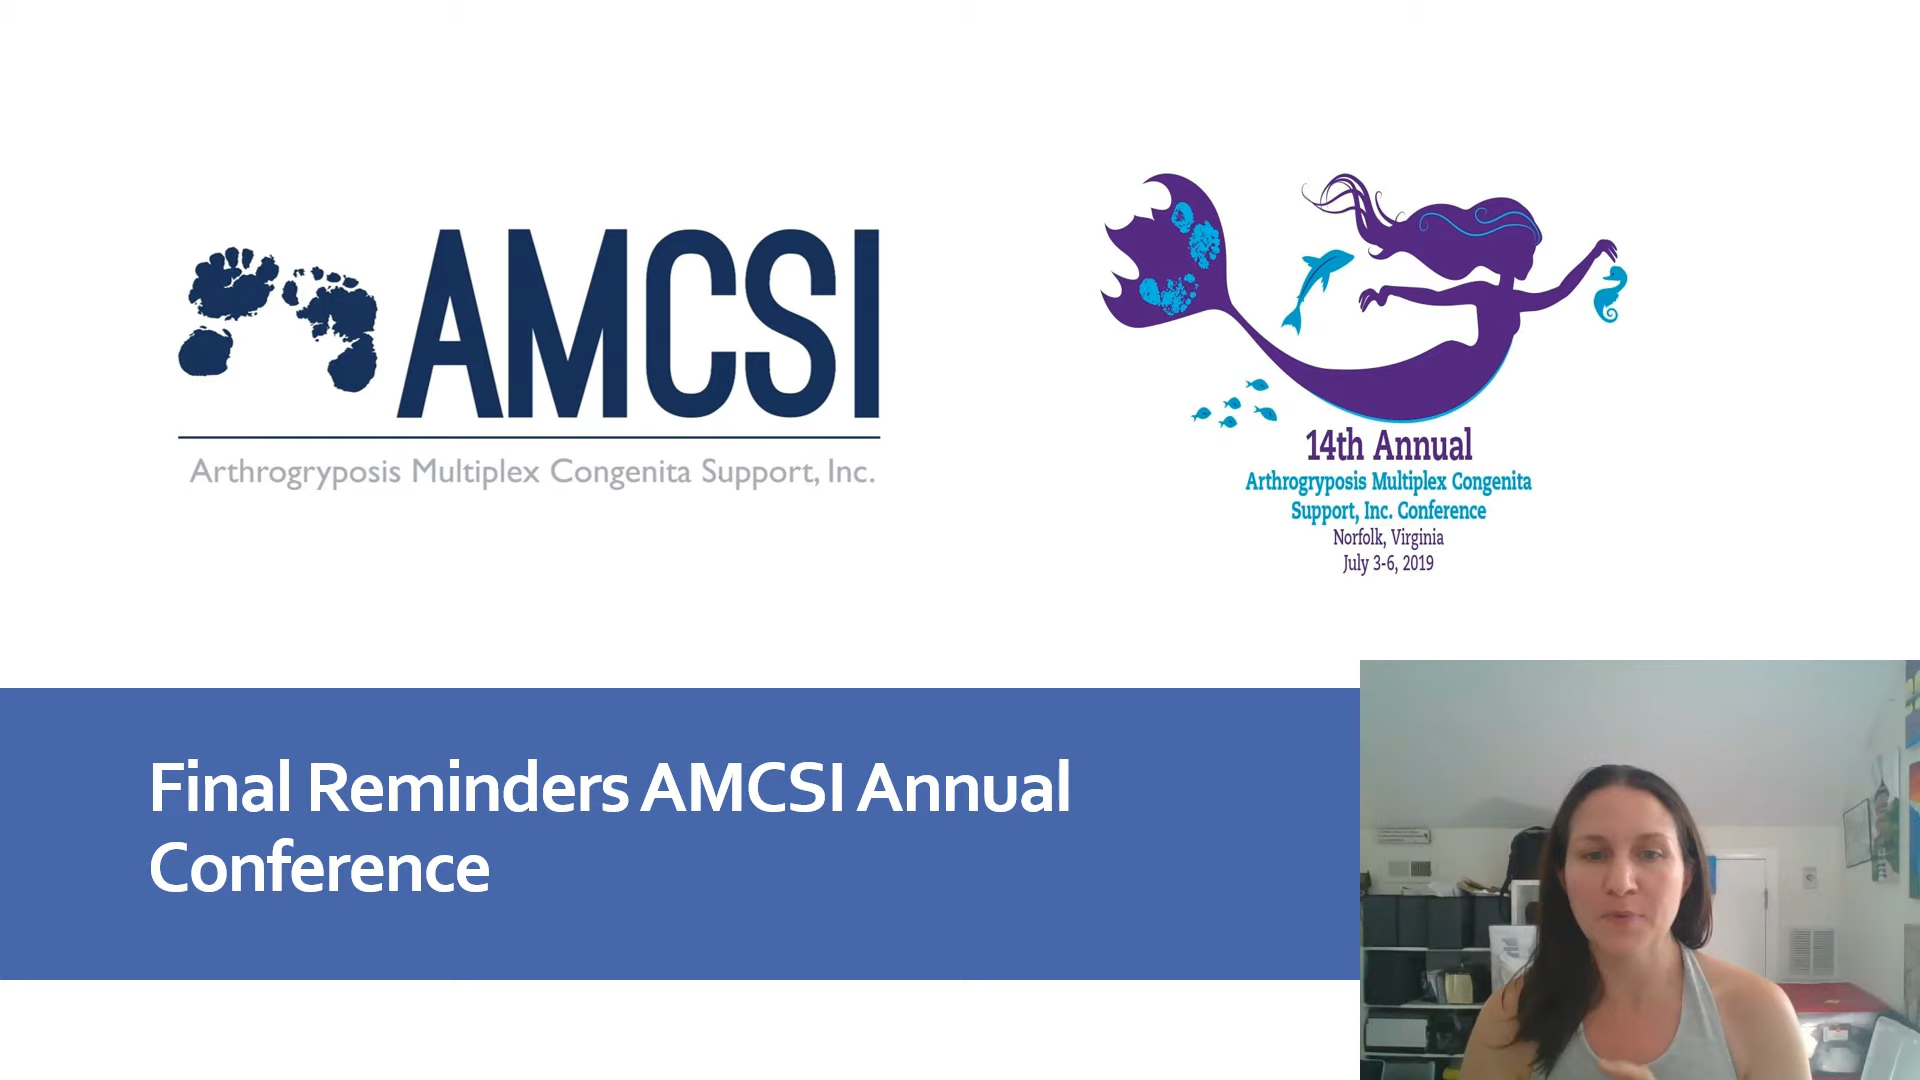 AMCSI
Arthrogryposis Multiplex Congenita Support, Inc.
14th Annual
Arthrogryposis Multiplex Congenita
Support, Inc. Conference
Norfolk, Virginia
July 3-6, 2019
Final Reminders AMCSI Annual
Conference